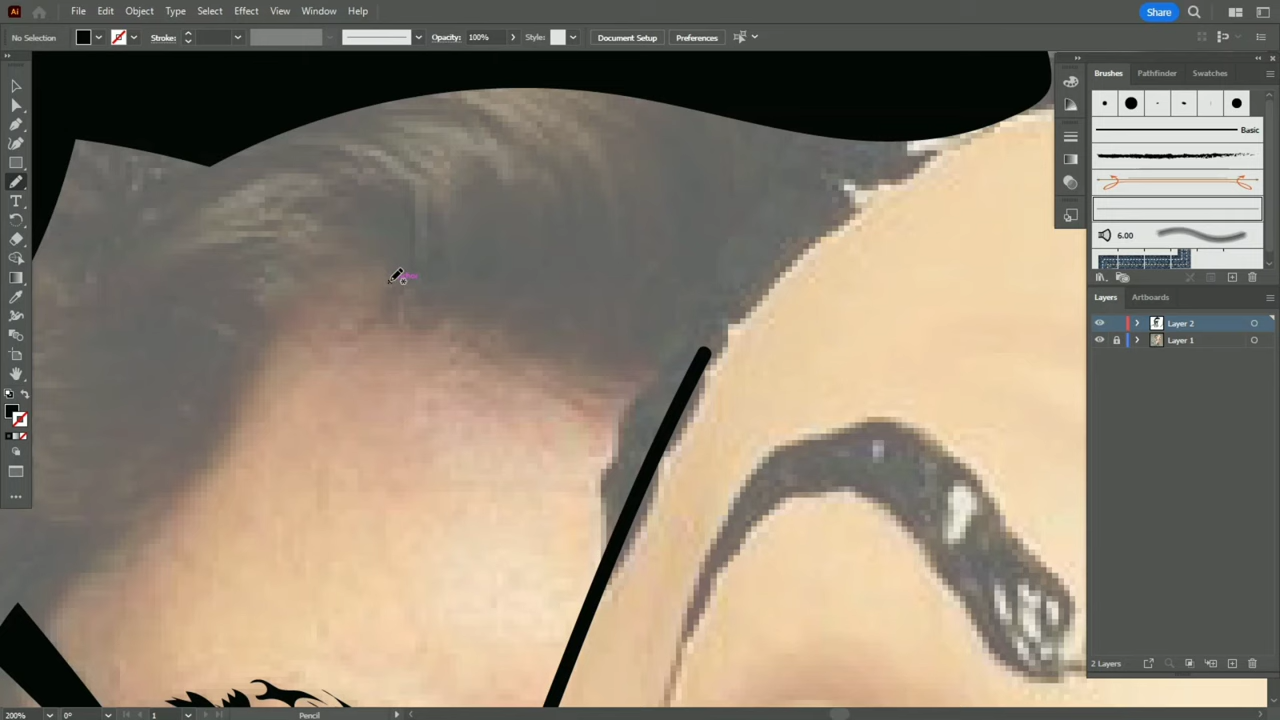 Ai File Edit Object Type Select Effect View Window Help Share
No Selection Stroke: Opacity: 100% Style: Document Setup Preferences
Brushes Pathfinder Swatches
Basic
6.00
Layers Artboards
Layer 2
Layer 1
2 Layers
200% 0° 1 Pencil